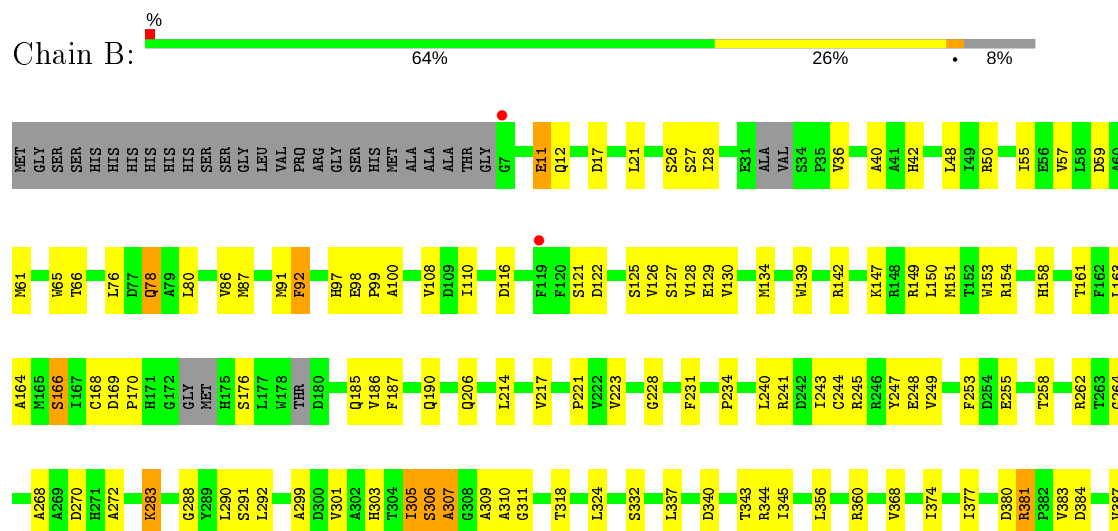 %
Chain B:
64% 26% • 8%
MET GLY SER SER HIS HIS HIS HIS HIS HIS SER SER GLY LEU VAL PRO ARG GLY SER HIS MET ALA ALA ALA THR GLY G7 E11 Q12 D17 L21 S26 S27 I28 E31 ALA VAL S34 P35 V36 A40 A41 H42 L48 I49 R50 I55 E56 V57 L58 D59 A60
M61 W65 T66 L76 D77 Q78 A79 L80 V86 M87 M91 F92 H97 E98 P99 A100 V108 D109 I110 D116 F119 F120 S121 D122 S125 V126 S127 V128 E129 V130 M134 W139 R142 K147 R148 R149 L150 M151 T152 W153 R154 H158 T161 F162 L163
A164 M165 S166 I167 C168 D169 P170 H171 G172 GLY MET H175 S176 L177 W178 THR D180 Q185 V186 F187 Q190 Q206 L214 V217 P221 V222 V223 G228 F231 P234 L240 R241 D242 I243 C244 R245 R246 Y247 E248 V249 F253 D254 E255 T258 R262 T263 G264
A268 A269 D270 H271 A272 K283 G288 Y289 L290 S291 L292 A299 D300 V301 A302 H303 T304 I305 S306 A307 G308 A309 A310 G311 T318 L324 S332 L337 D340 T343 R344 I345 L356 R360 V368 I374 I377 D380 R381 P382 V383 D384